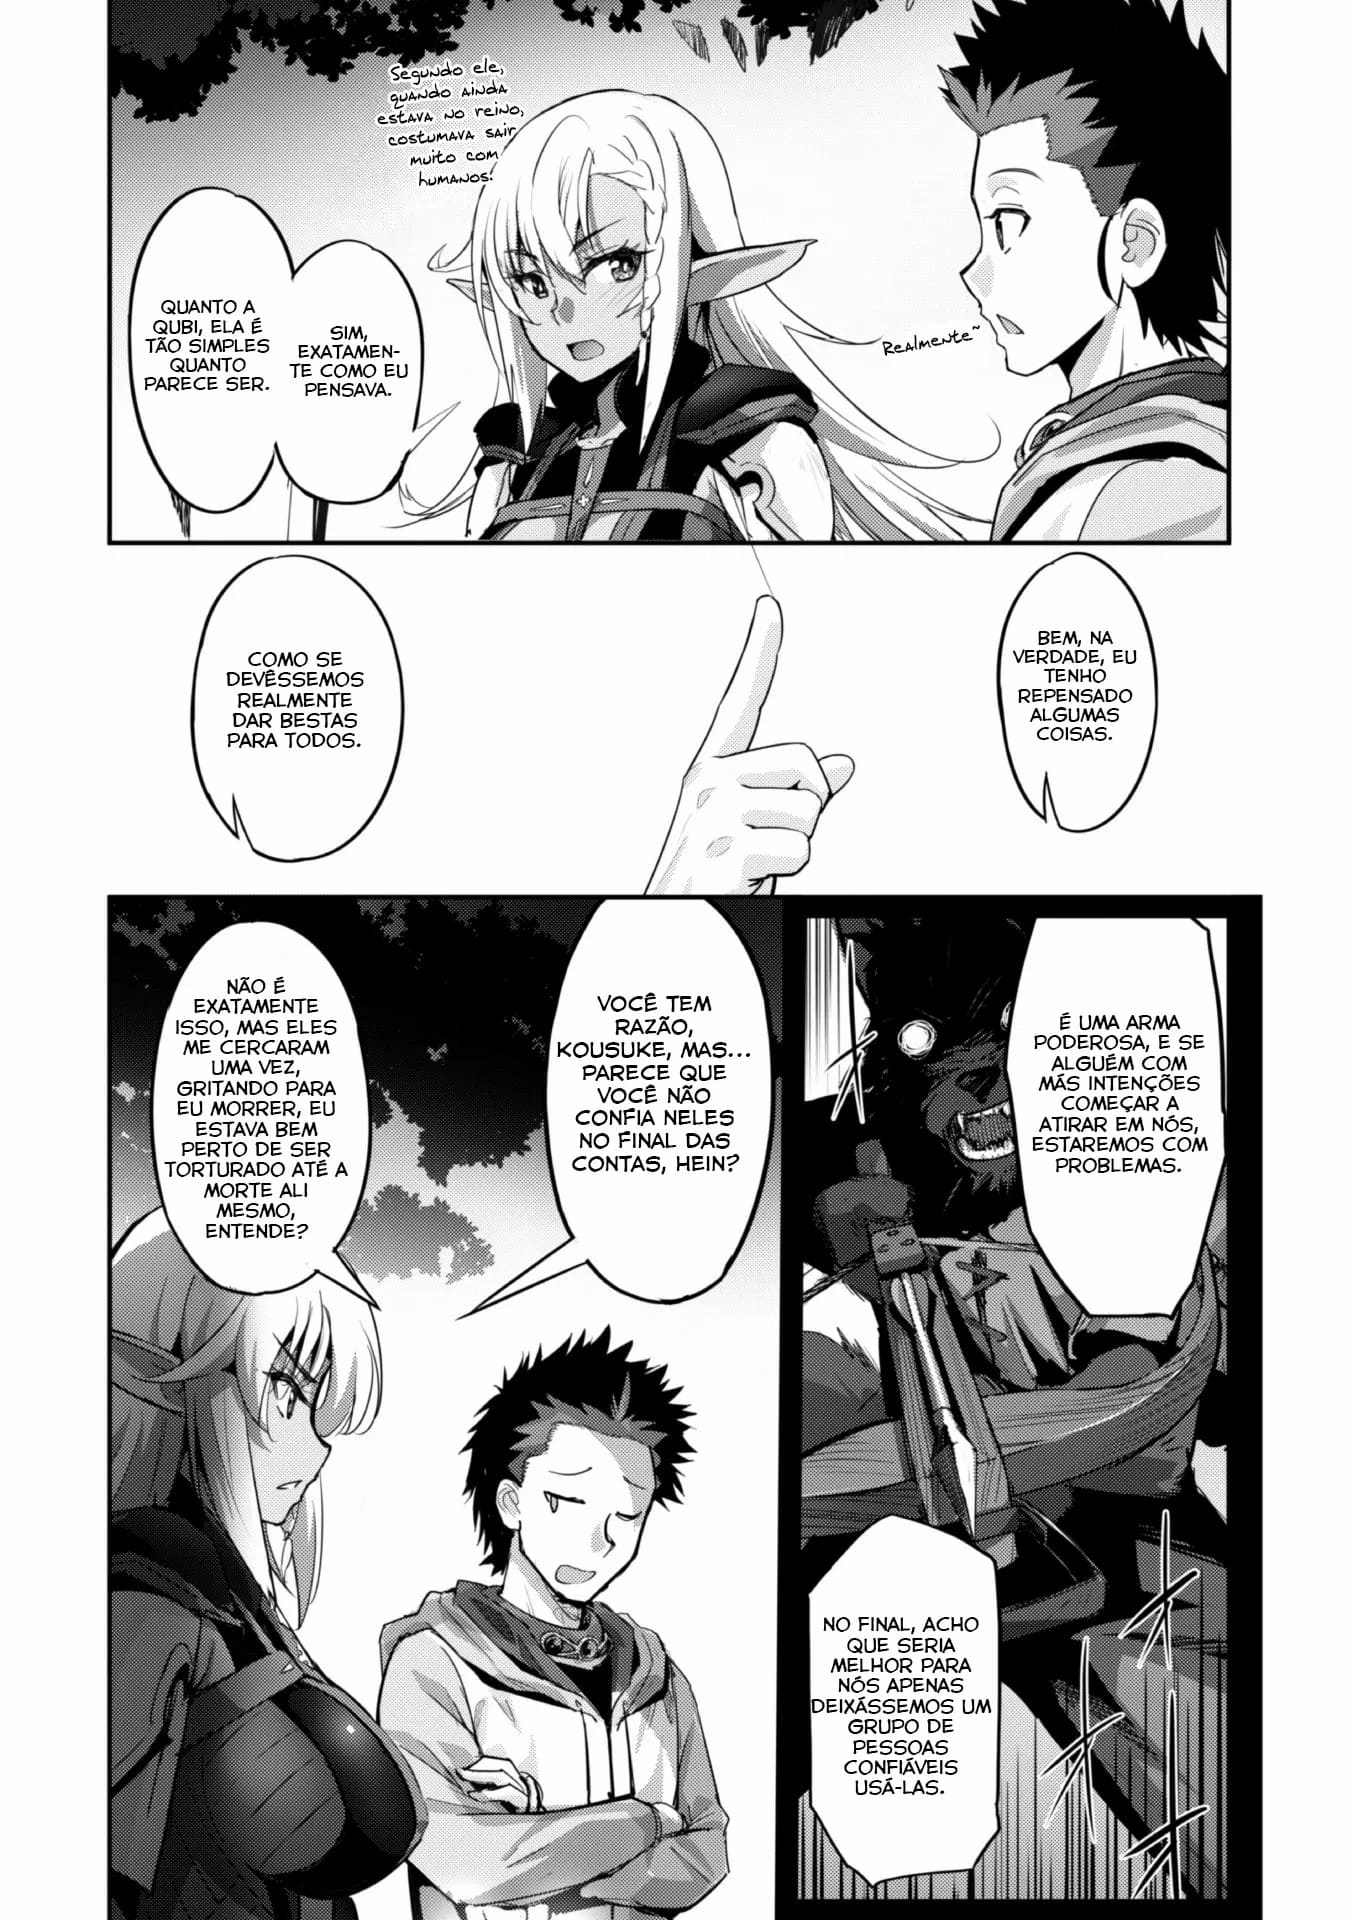 Segundo ele,
quando ainda
estava no reino,
costumava sair
muito com
humanos.
SIM,
EXATAMEN-
TE COMO EU
PENSAVA.
QUANTO A
QUBI, ELA É
TÃO SIMPLES
QUANTO
PARECE SER.
Realmente~
BEM, NA
VERDADE, EU
TENHO
REPENSADO
ALGUMAS
COISAS.
COMO SE
DEVÊSSEMOS
REALMENTE
DAR BESTAS
PARA TODOS.
É UMA ARMA
PODEROSA, E SE
ALGUÉM COM
MÁS INTENÇÕES
COMEÇAR A
ATIRAR EM NÓS,
ESTAREMOS COM
PROBLEMAS.
NO FINAL, ACHO
QUE SERIA
MELHOR PARA
NÓS APENAS
DEIXÁSSEMOS UM
GRUPO DE
PESSOAS
CONFIÁVEIS
USÁ-LAS.
VOCÊ TEM
RAZÃO,
KOUSUKE, MAS...
PARECE QUE
VOCÊ NÃO
CONFIA NELES
NO FINAL DAS
CONTAS, HEIN?
NÃO É
EXATAMENTE
ISSO, MAS ELES
ME CERCARAM
UMA VEZ,
GRITANDO PARA
EU MORRER, EU
ESTAVA BEM
PERTO DE SER
TORTURADO ATÉ A
MORTE ALI
MESMO,
ENTENDE?